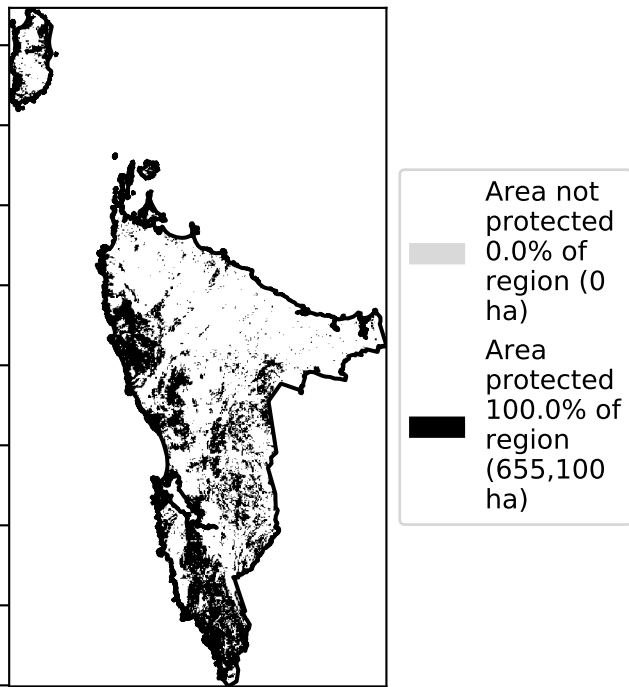 Area not
protected
0.0% of
region (0
ha)
Area
protected
100.0% of
region
(655,100
ha)